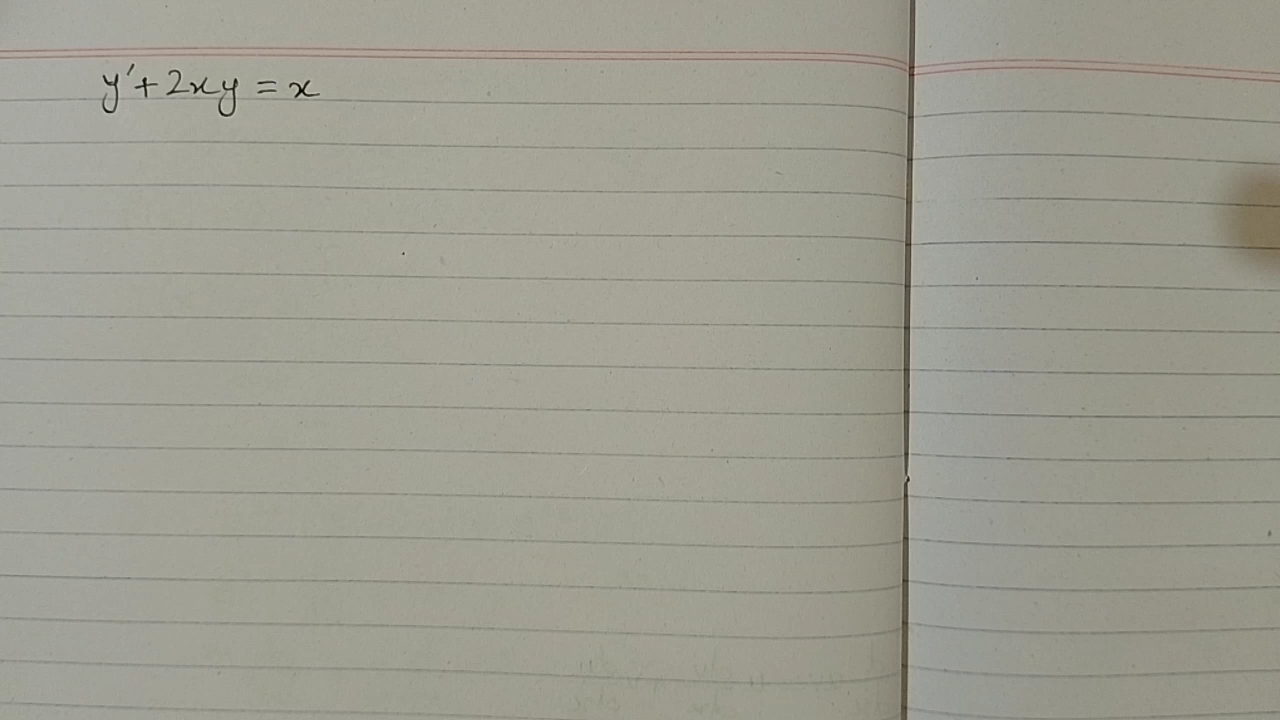 y' + 2xy = x